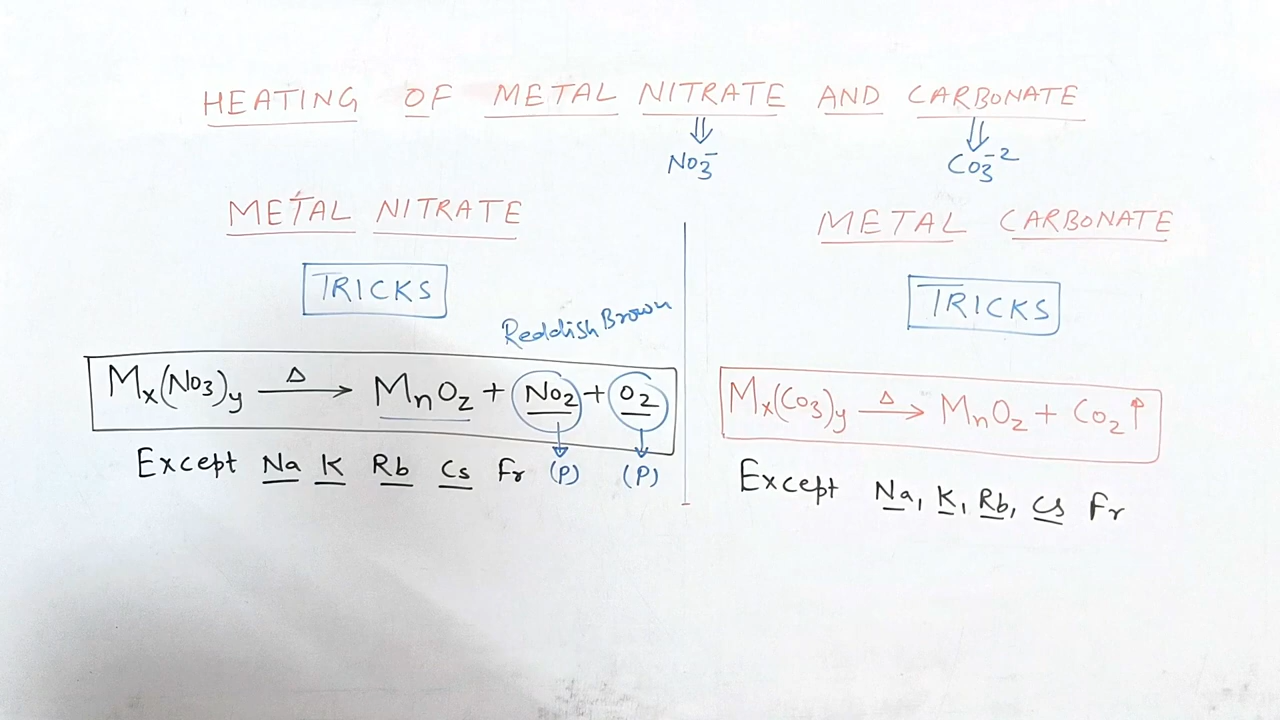 HEATING OF METAL NITRATE AND CARBONATE
⇓ ⇓
No3⁻ Co3⁻²
METAL NITRATE
TRICKS
Reddish Brown
Mx(No3)y —Δ→ MnOz + No2 + O2
(P) (P)
Except Na K Rb Cs Fr
METAL CARBONATE
TRICKS
Mx(Co3)y —Δ→ MnOz + Co2↑
Except Na, K, Rb, Cs Fr